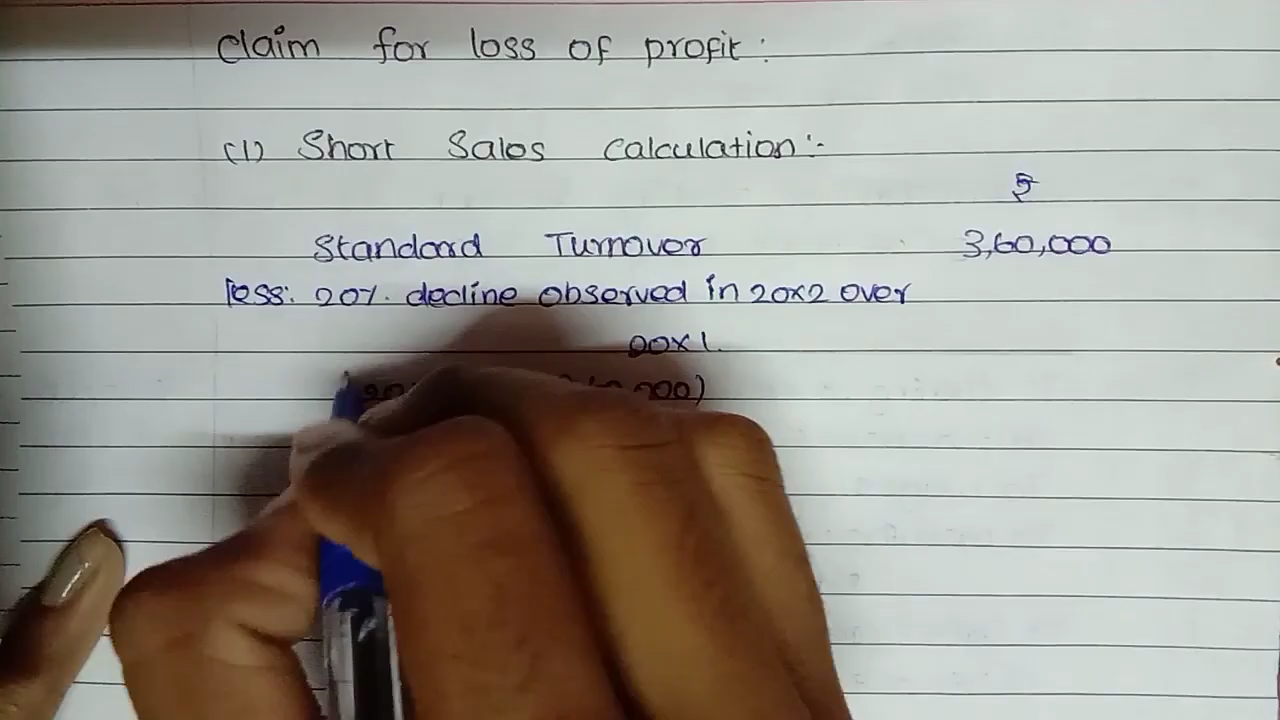 Claim for loss of profit:
(1) Short Sales Calculation:-
₹
Standard Turnover 3,60,000
less: 20%. decline observed in 20x2 over
20x1.
000)